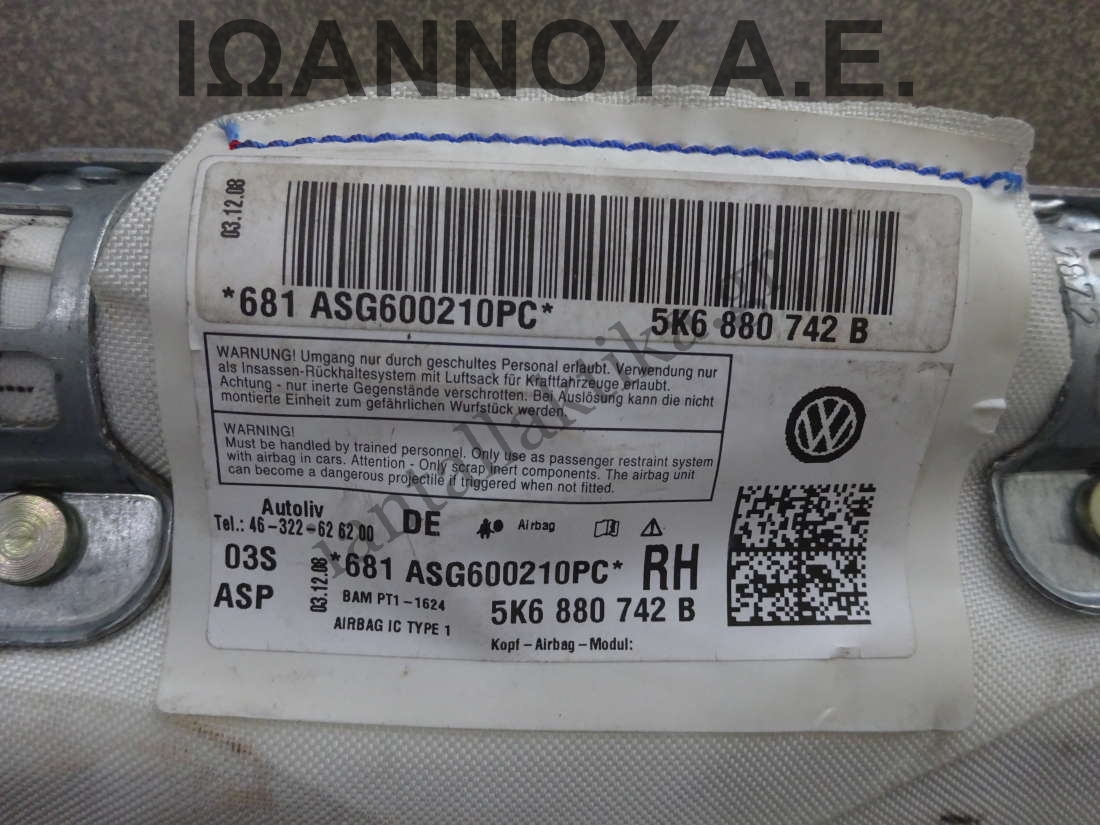 ΙΩΑΝΝΟΥ Α.Ε.
03.12.08
*681 ASG600210PC*
5K6 880 742 B
WARNING! Umgang nur durch geschultes Personal erlaubt. Verwendung nur
als Insassen-Rückhaltesystem mit Luftsack für Kraftfahrzeuge erlaubt.
Achtung - nur inerte Gegenstände verschrotten. Bei Auslösung kann die nicht
montierte Einheit zum gefährlichen Wurfstück werden.
WARNING!
Must be handled by trained personnel. Only use as passenger restraint system
with airbag in cars. Attention - Only scrap inert components. The airbag unit
can become a dangerous projectile if triggered when not fitted.
Autoliv
Tel.: 46-322-626200
DE
Airbag
03S
ASP
03.12.08
*681 ASG600210PC*
RH
BAM PT1-1624
5K6 880 742 B
AIRBAG IC TYPE 1
Kopf-Airbag-Modul: